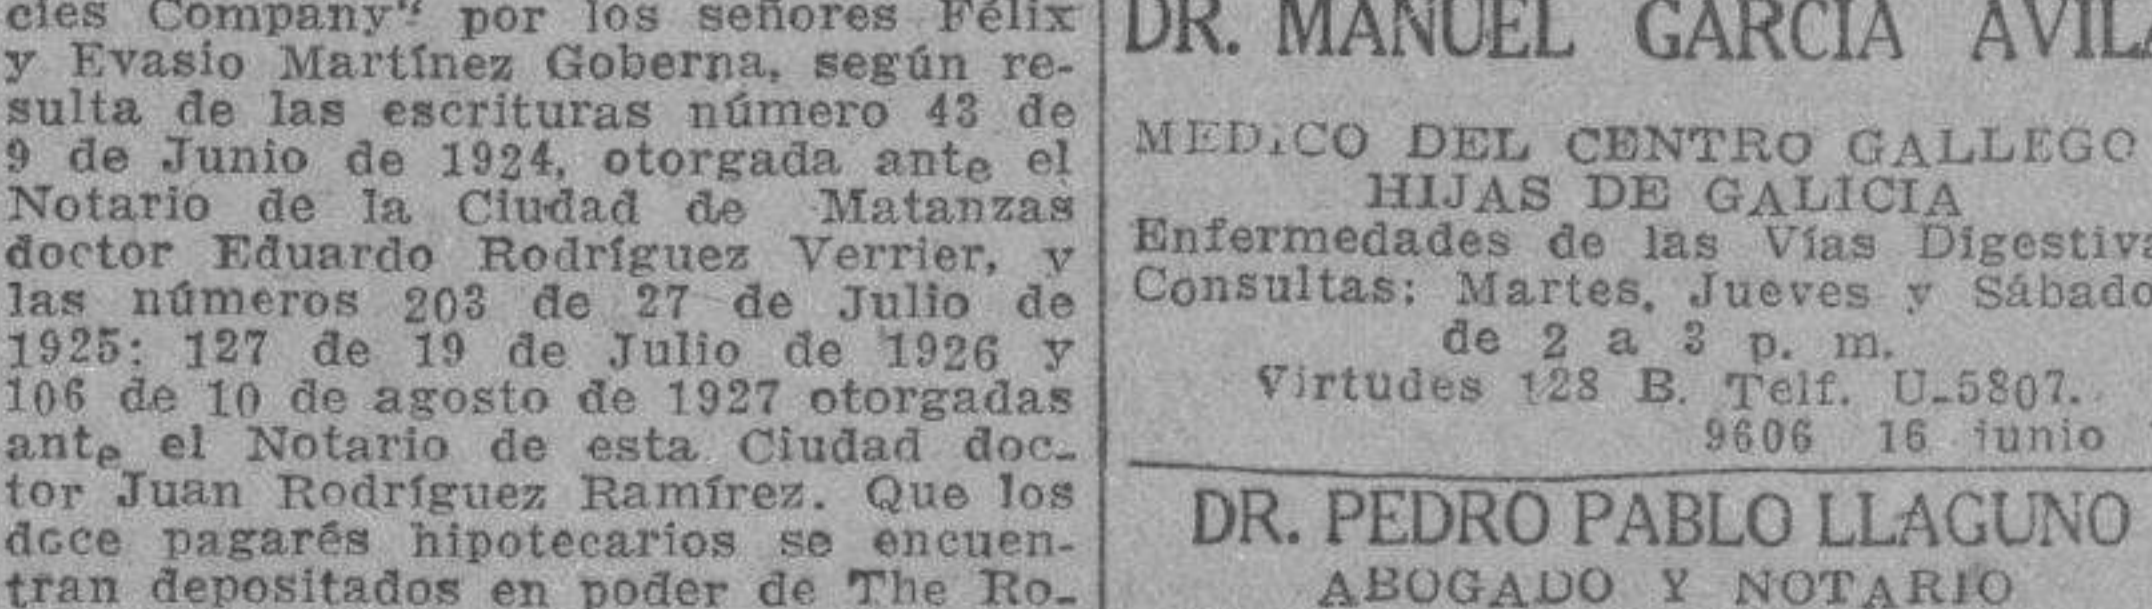 cies Company" por los señores Félix
y Evasio Martínez Goberna, según re-
sulta de las escrituras número 43 de
9 de Junio de 1924, otorgada ante el
Notario de la Ciudad de Matanzas
doctor Eduardo Rodríguez Verrier, y
las números 203 de 27 de Julio de
1925: 127 de 19 de Julio de 1926 y
106 de 10 de agosto de 1927 otorgadas
ante el Notario de esta Ciudad doc-
tor Juan Rodríguez Ramírez. Que los
doce pagarés hipotecarios se encuen-
tran depositados en poder de The Ro-
DR. MANUEL GARCIA AVILA
MEDICO DEL CENTRO GALLEGO
HIJAS DE GALICIA
Enfermedades de las Vías Digestiva
Consultas: Martes, Jueves y Sábado
de 2 a 3 p. m.
Virtudes 128 B. Telf. U-5807.
9606 16 junio
DR. PEDRO PABLO LLAGUNO
ABOGADO Y NOTARIO